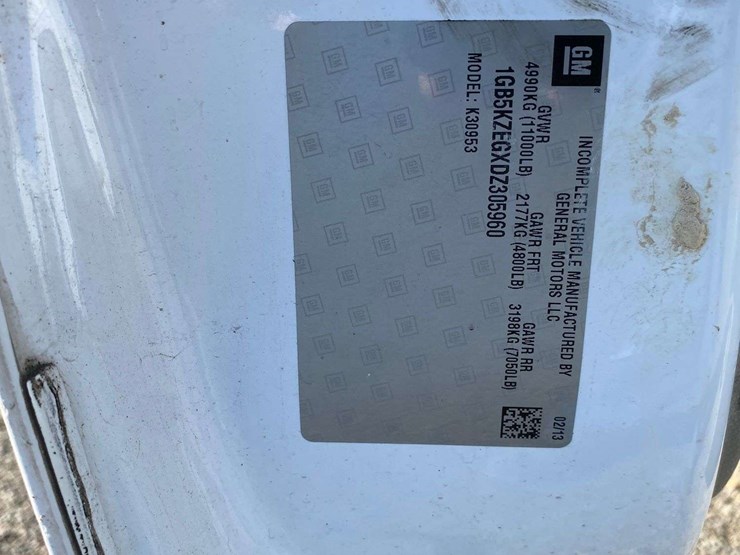 GM
INCOMPLETE VEHICLE MANUFACTURED BY
GENERAL MOTORS LLC
02/13
GVWR GAWR FRT GAWR RR
4990KG (11000LB) 2177KG (4800LB) 3198KG (7050LB)
1GB5KZEGXDZ305960
MODEL: K30953